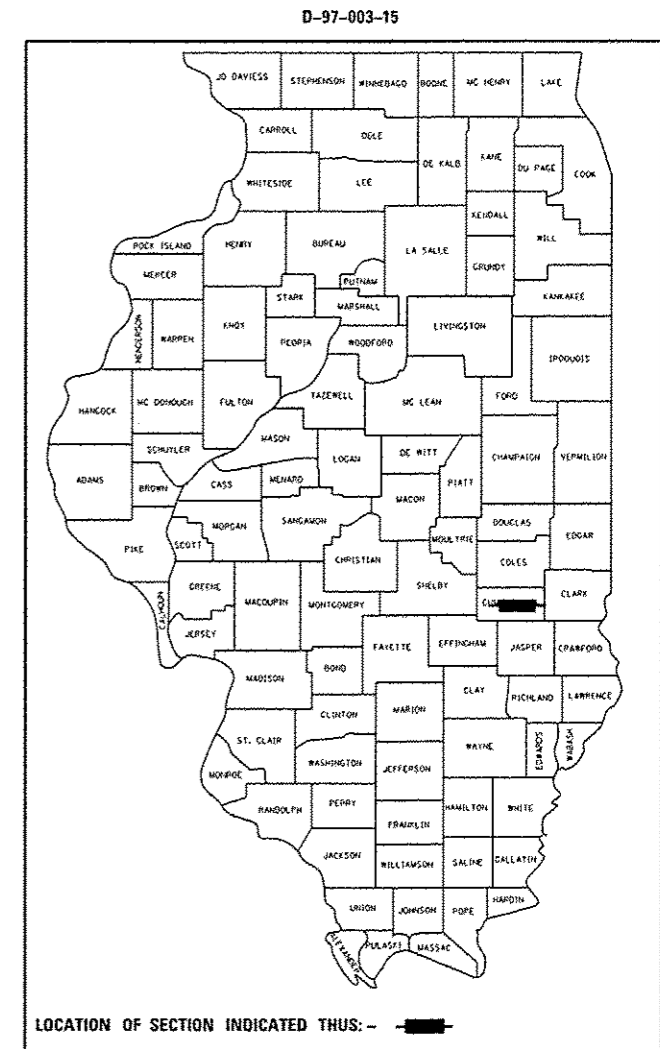 D-97-003-15
JO DAVIESS STEPHENSON WINNEBAGO BOONE MC HENRY LAKE
CARROLL OGLE DE KALB KANE DU PAGE COOK
WHITESIDE LEE KENDALL WILL
ROCK ISLAND HENRY BUREAU LA SALLE GRUNDY
MERCER PUTNAM KANKAKEE
STARK MARSHALL LIVINGSTON
HENDERSON WARREN KNOX PEORIA WOODFORD IROQUOIS
HANCOCK MC DONOUGH FULTON TAZEWELL MC LEAN FORD
SCHUYLER MASON LOGAN DE WITT CHAMPAIGN VERMILION
ADAMS BROWN CASS MENARD MACON PIATT
PIKE SCOTT MORGAN SANGAMON MOULTRIE DOUGLAS EDGAR
CHRISTIAN COLES
CALHOUN GREENE MACOUPIN MONTGOMERY SHELBY CLARK
JERSEY FAYETTE EFFINGHAM JASPER CRAWFORD
MADISON BOND CLAY RICHLAND LAWRENCE
CLINTON MARION
ST. CLAIR WAYNE EDWARDS WABASH
MONROE WASHINGTON JEFFERSON
RANDOLPH PERRY HAMILTON WHITE
FRANKLIN
JACKSON WILLIAMSON SALINE GALLATIN
UNION JOHNSON POPE HARDIN
ALEXANDER PULASKI MASSAC
LOCATION OF SECTION INDICATED THUS: -